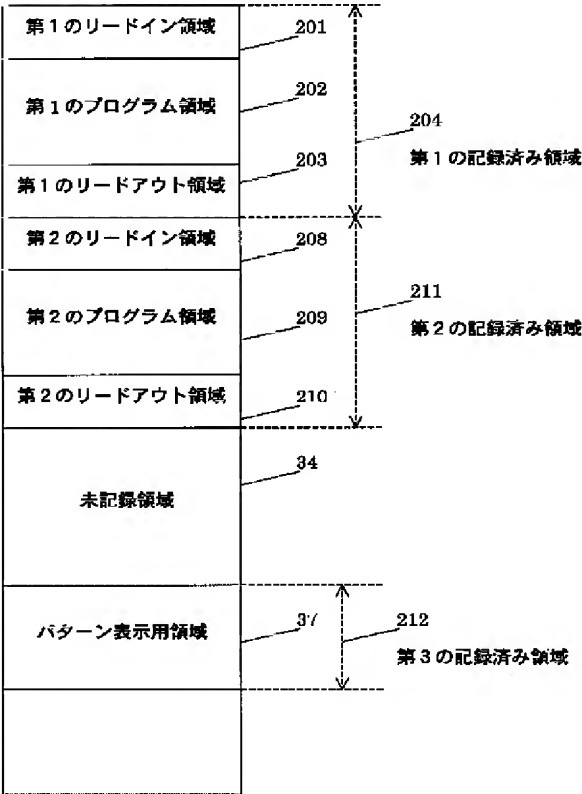 第1のリードイン領域
201
第1のプログラム領域
202
204
第1の記録済み領域
第1のリードアウト領域
203
第2のリードイン領域
208
第2のプログラム領域
209
211
第2の記録済み領域
第2のリードアウト領域
210
未記録領域
34
パターン表示用領域
37
212
第3の記録済み領域